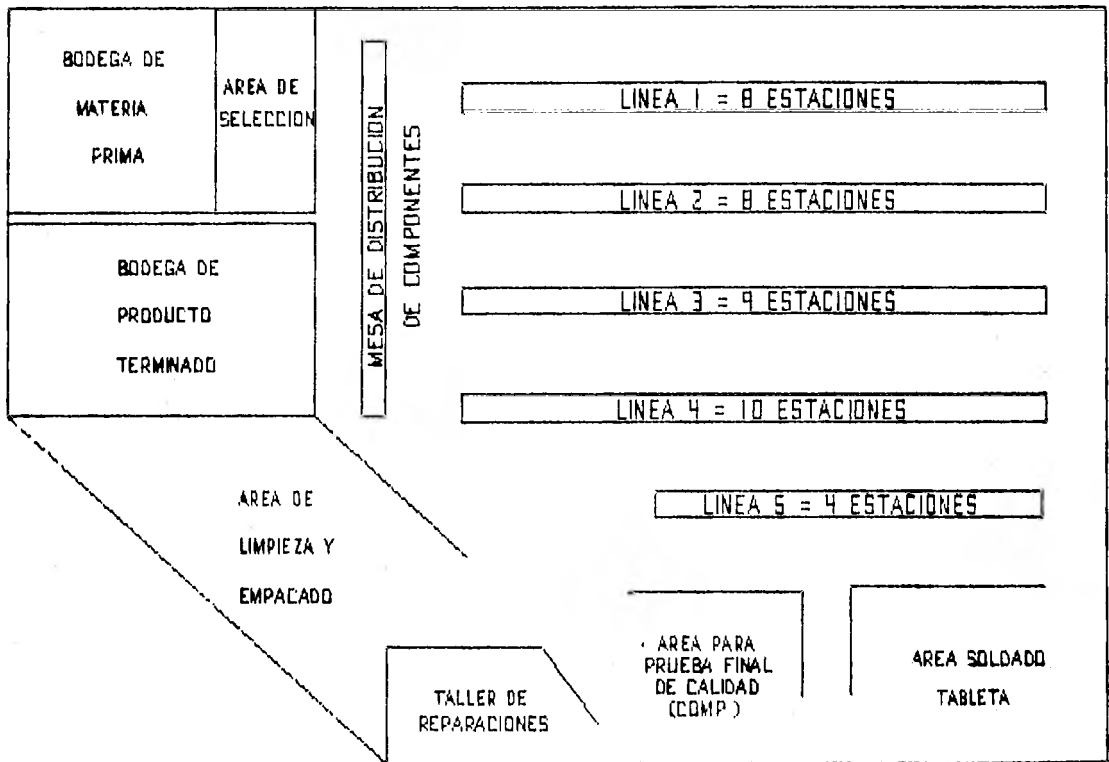 BODEGA DE
MATERIA
PRIMA
AREA DE
SELECCION
MESA DE DISTRIBUCION
DE COMPONENTES
LINEA 1 = 8 ESTACIONES
LINEA 2 = 8 ESTACIONES
LINEA 3 = 9 ESTACIONES
LINEA 4 = 10 ESTACIONES
LINEA 5 = 4 ESTACIONES
BODEGA DE
PRODUCTO
TERMINADO
AREA DE
LIMPIEZA Y
EMPACADO
TALLER DE
REPARACIONES
AREA PARA
PRUEBA FINAL
DE CALIDAD
(COMP.)
AREA SOLDADO
TABLETA